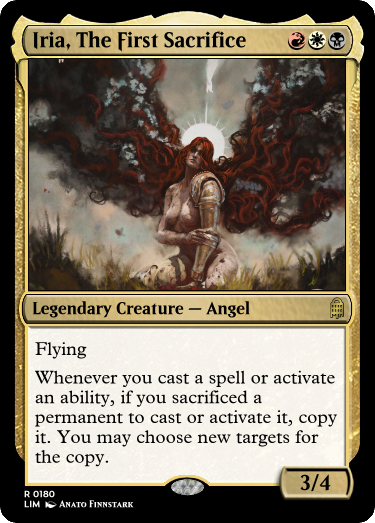 Iria, The First Sacrifice
Legendary Creature — Angel
Flying
Whenever you cast a spell or activate
an ability, if you sacrificed a
permanent to cast or activate it, copy
it. You may choose new targets for
the copy.
3/4
R 0180
LIM Anato Finnstark